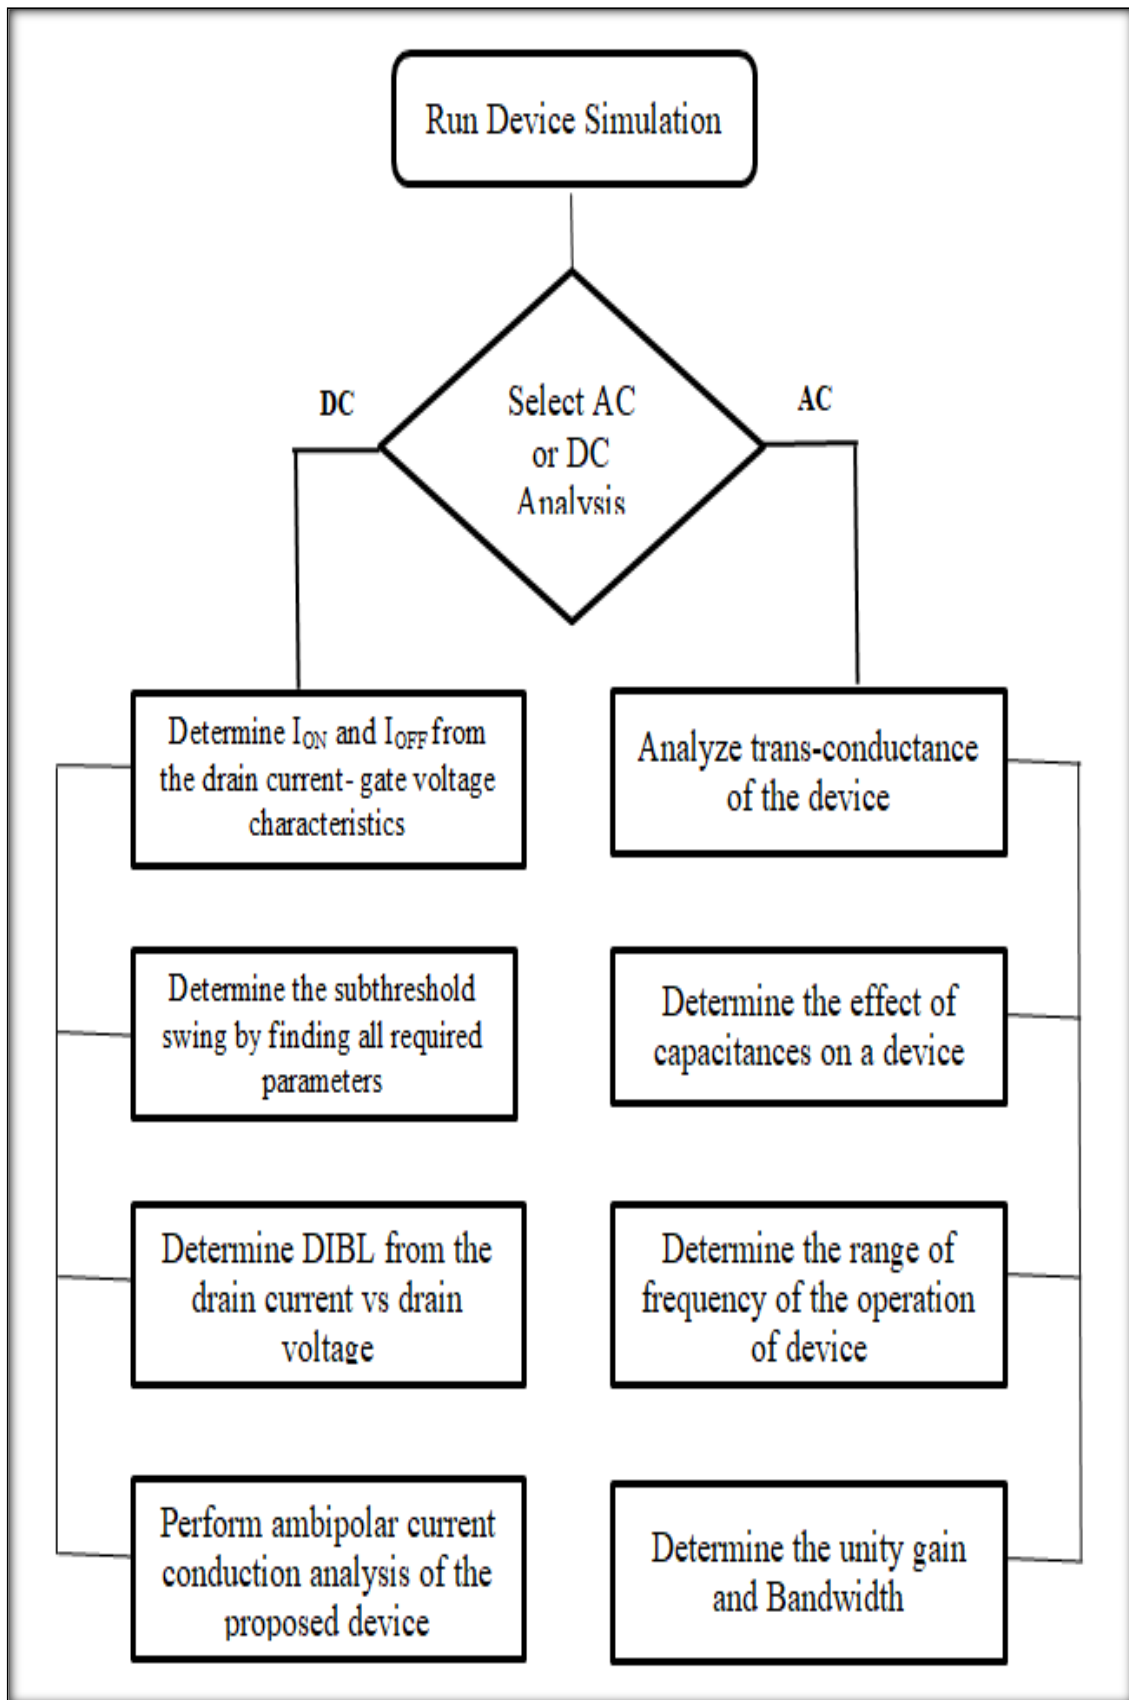 Run Device Simulation
DC
AC
Select AC
or DC
Analysis
Determine I_ON and I_OFF from
the drain current- gate voltage
characteristics
Analyze trans-conductance
of the device
Determine the subthreshold
swing by finding all required
parameters
Determine the effect of
capacitances on a device
Determine DIBL from the
drain current vs drain
voltage
Determine the range of
frequency of the operation
of device
Perform ambipolar current
conduction analysis of the
proposed device
Determine the unity gain
and Bandwidth